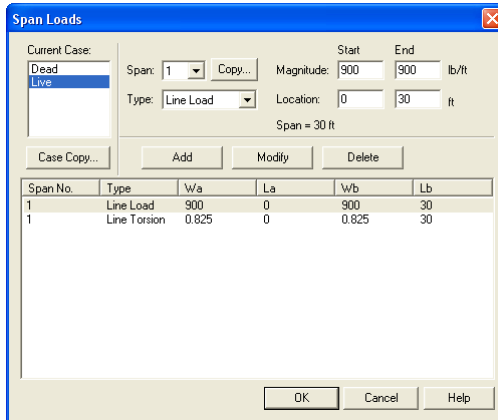 Span Loads
Current Case:
Dead
Live
Case Copy...
Span: 1 Copy...
Type: Line Load
Start End
Magnitude: 900 900 lb/ft
Location: 0 30 ft
Span = 30 ft
Add Modify Delete
Span No. Type Wa La Wb Lb
1 Line Load 900 0 900 30
1 Line Torsion 0.825 0 0.825 30
OK Cancel Help